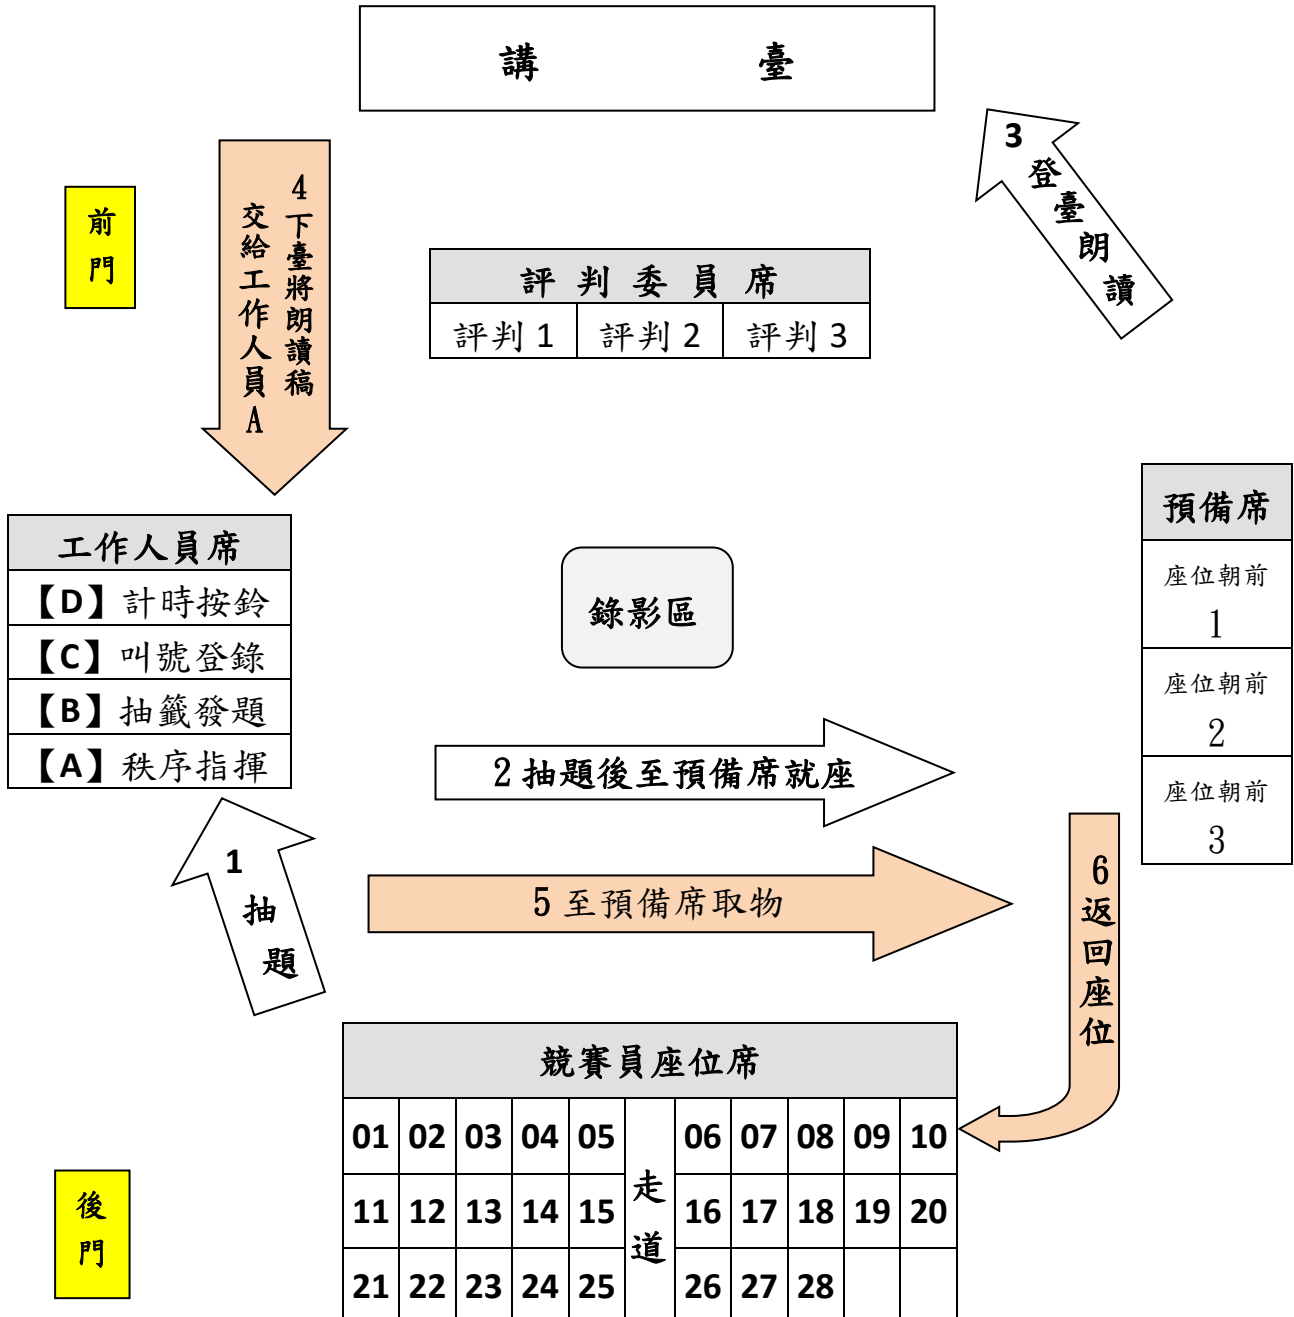 講 臺
3 登臺朗讀
4 下臺將朗讀稿
交給工作人員 A
前門
評判委員席
評判 1 評判 2 評判 3
預備席
座位朝前
1
座位朝前
2
座位朝前
3
工作人員席
【D】計時按鈴
【C】叫號登錄
【B】抽籤發題
【A】秩序指揮
錄影區
2 抽題後至預備席就座
1 抽題
5 至預備席取物
6 返回座位
競賽員座位席
01 02 03 04 05 06 07 08 09 10
走道
11 12 13 14 15 16 17 18 19 20
21 22 23 24 25 26 27 28
後門